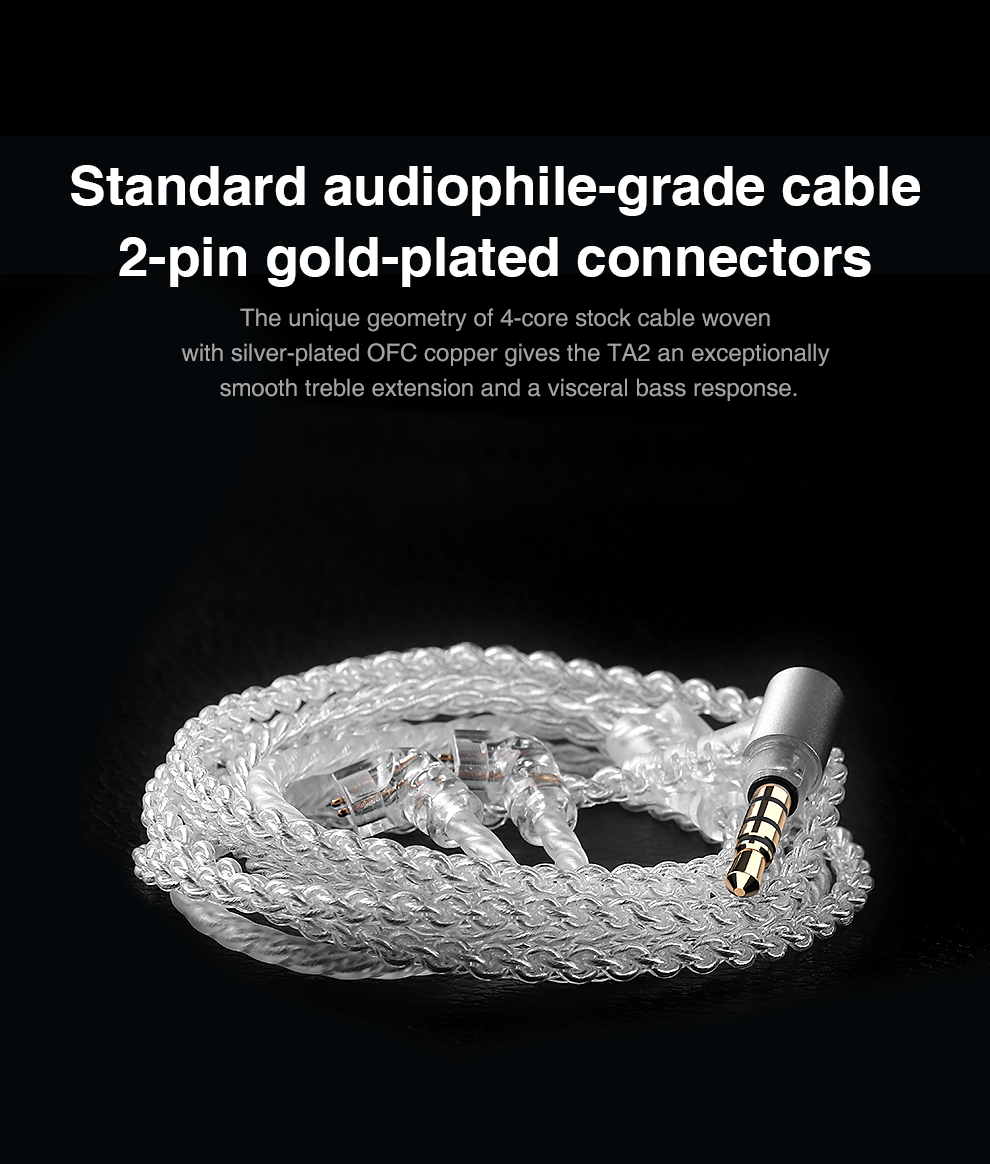 Standard audiophile-grade cable
2-pin gold-plated connectors
The unique geometry of 4-core stock cable woven
with silver-plated OFC copper gives the TA2 an exceptionally
smooth treble extension and a visceral bass response.